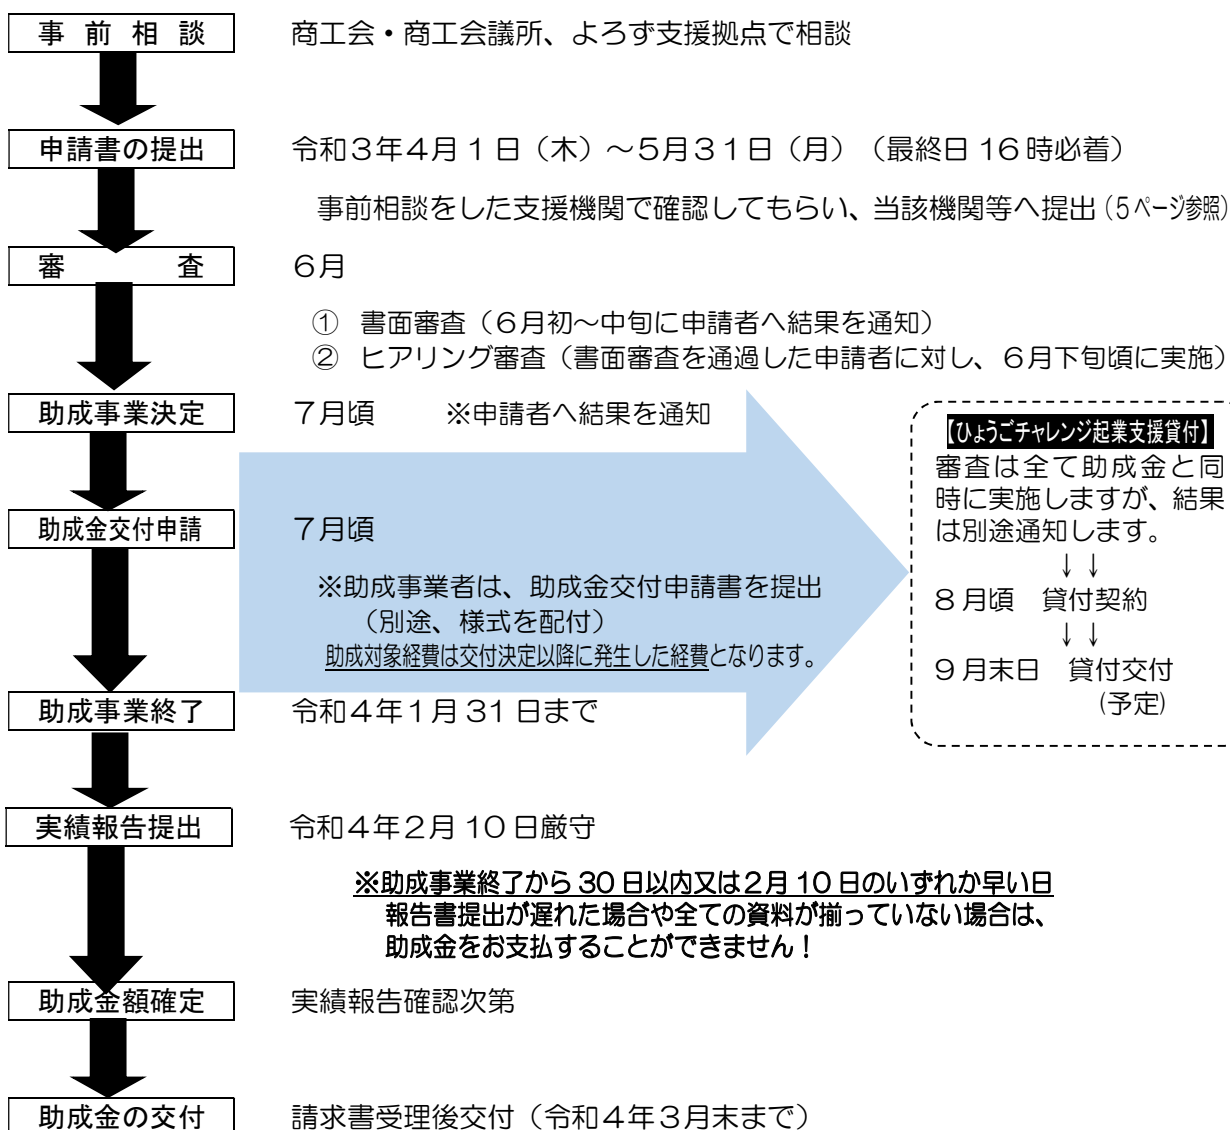 事前相談　商工会・商工会議所、よろず支援拠点で相談
申請書の提出　令和３年４月１日（木）～５月３１日（月）（最終日 16時必着）
事前相談をした支援機関で確認してもらい、当該機関等へ提出（５ページ参照）
審査　６月
①　書面審査（６月初～中旬に申請者へ結果を通知）
②　ヒアリング審査（書面審査を通過した申請者に対し、６月下旬頃に実施）
助成事業決定　７月頃　※申請者へ結果を通知
助成金交付申請　７月頃
※助成事業者は、助成金交付申請書を提出
（別途、様式を配付）
助成対象経費は交付決定以降に発生した経費となります。
【ひょうごチャレンジ起業支援貸付】
審査は全て助成金と同
時に実施しますが、結果
は別途通知します。
↓↓
８月頃　貸付契約
↓↓
９月末日　貸付交付
(予定)
助成事業終了　令和４年１月31日まで
実績報告提出　令和４年２月10日厳守
※助成事業終了から30日以内又は２月10日のいずれか早い日
報告書提出が遅れた場合や全ての資料が揃っていない場合は、
助成金をお支払することができません！
助成金額確定　実績報告確認次第
助成金の交付　請求書受理後交付（令和４年３月末まで）